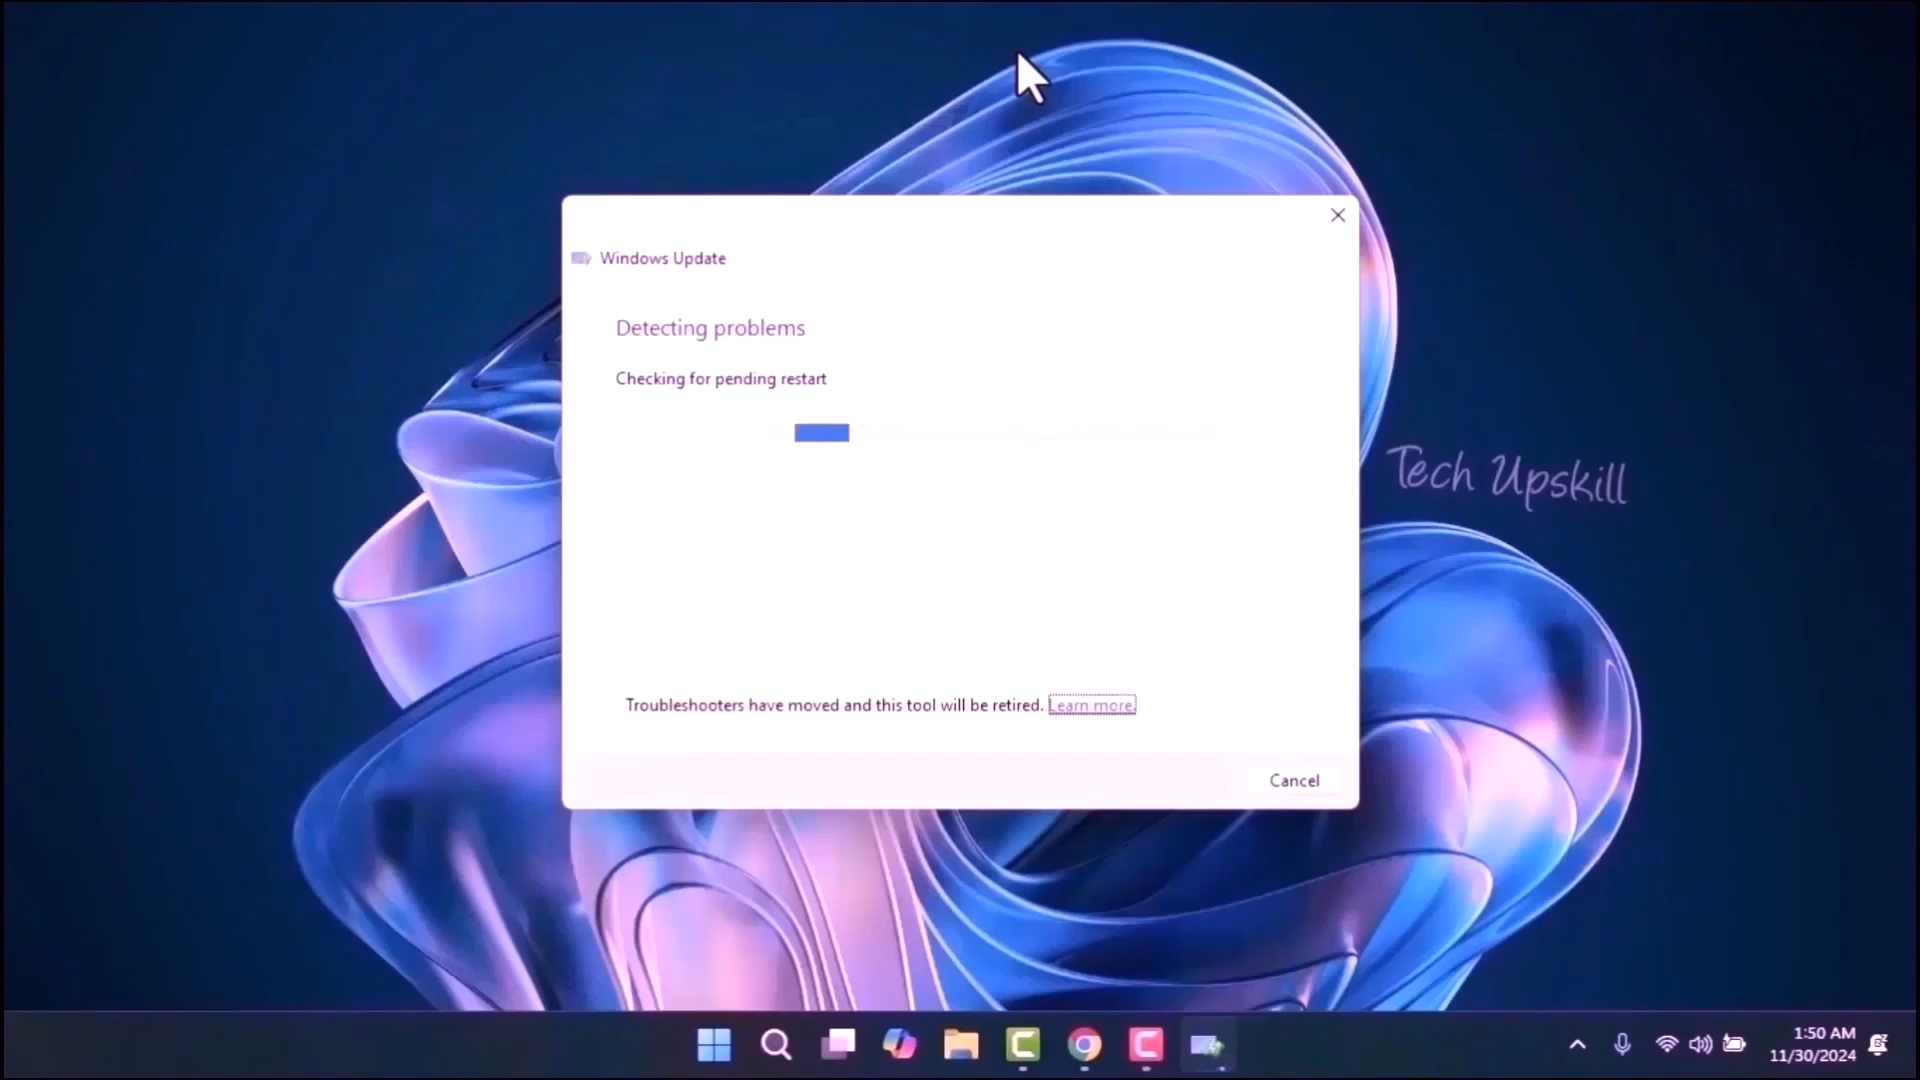 Windows Update
Detecting problems
Checking for pending restart
Tech Upskill
Troubleshooters have moved and this tool will be retired. Learn more.
Cancel
1:50 AM
11/30/2024